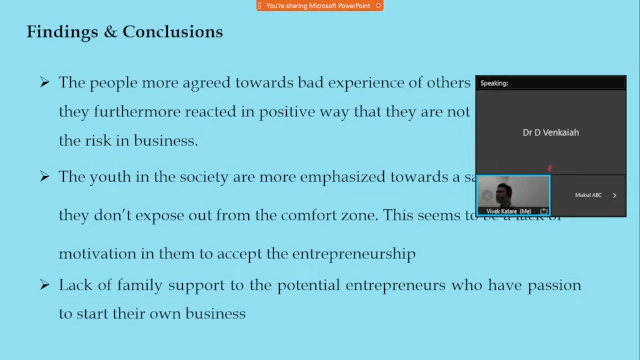 You're sharing Microsoft PowerPoint
Findings & Conclusions
The people more agreed towards bad experience of others
they furthermore reacted in positive way that they are not
the risk in business.
The youth in the society are more emphasized towards a
they don't expose out from the comfort zone. This seems to be a lack of
motivation in them to accept the entrepreneurship
Lack of family support to the potential entrepreneurs who have passion
to start their own business
Speaking:
Dr D Venkaiah
Vivek Katare (Me)
Mukul ABC